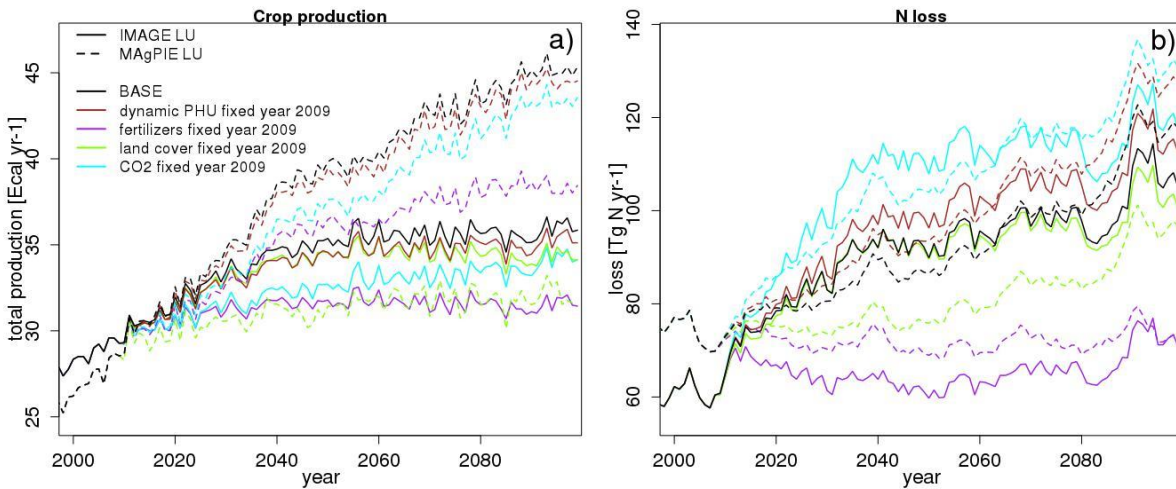 Crop production
a)
IMAGE LU
MAgPIE LU
BASE
dynamic PHU fixed year 2009
fertilizers fixed year 2009
land cover fixed year 2009
CO2 fixed year 2009
total production [Ecal yr-1]
25
30
35
40
45
2000
2020
2040
2060
2080
year
N loss
b)
loss [Tg N yr-1]
60
80
100
120
140
2000
2020
2040
2060
2080
year